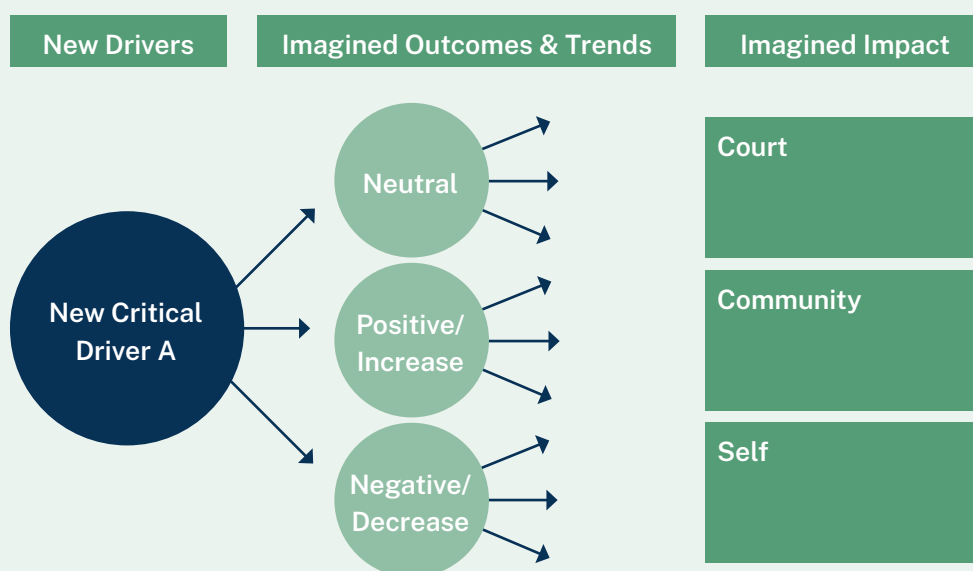 New Drivers
Imagined Outcomes & Trends
Imagined Impact
New Critical
Driver A
Neutral
Positive/
Increase
Negative/
Decrease
Court
Community
Self